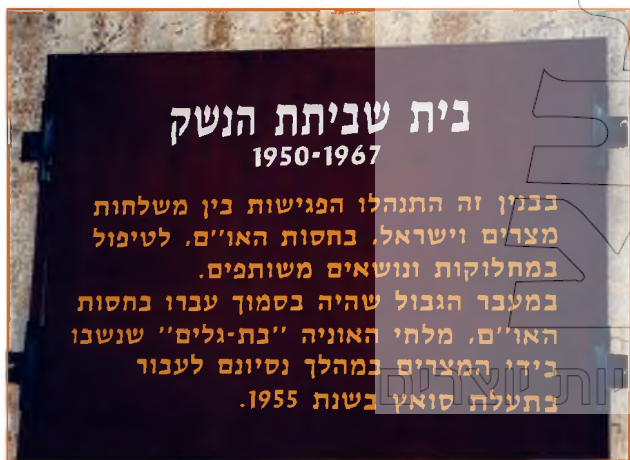 בית שביתת הנשק
1950-1967
בבנין זה התנהלו הפגישות בין משלחות
מצרים וישראל, בחסות האו"ם, לטיפול
במחלוקות ונושאים משותפים.
במעבר הגבול שהיה בסמוך עברו בחסות
האו"ם, מלחי האוניה "בת-גלים" שנשבו
בידי המצרים במהלך נסיונם לעבור
בתעלת סואץ בשנת 1955.
יוצרים